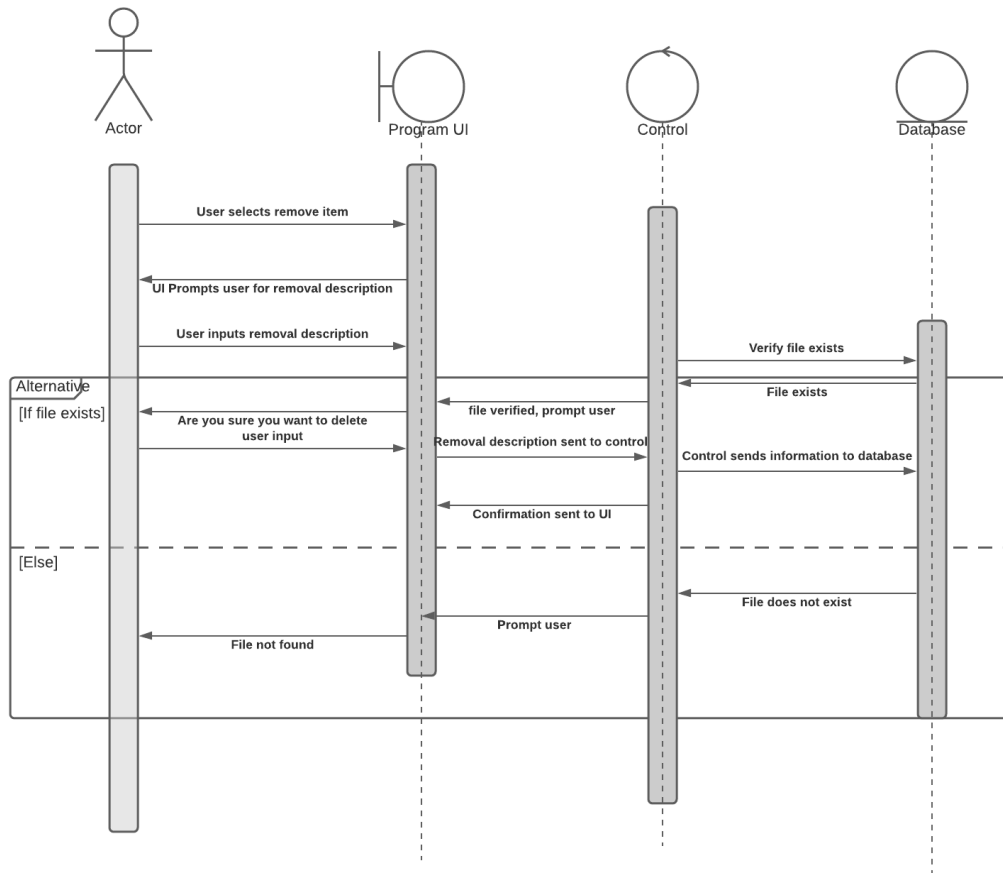 Actor
Program UI
Control
Database
User selects remove item
UI Prompts user for removal description
User inputs removal description
Verify file exists
Alternative
File exists
[If file exists]
file verified, prompt user
Are you sure you want to delete
user input
Removal description sent to control
Control sends information to database
Confirmation sent to UI
[Else]
File does not exist
Prompt user
File not found